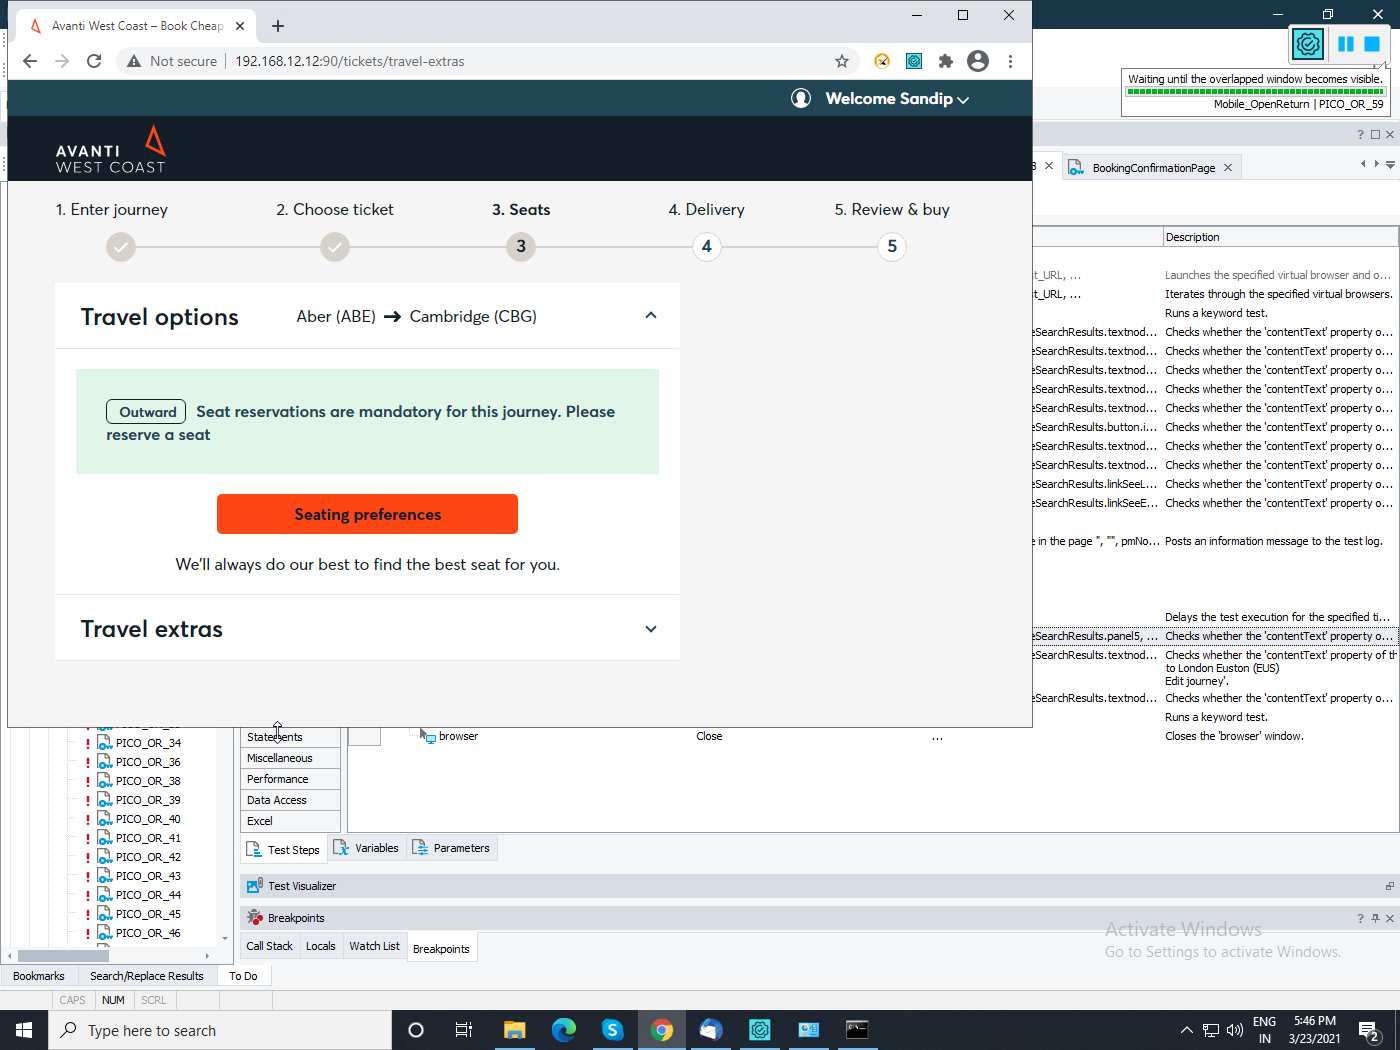 Avanti West Coast – Book Cheap
Not secure
192.168.12.12:90/tickets/travel-extras
Waiting until the overlapped window becomes visible.
Mobile_OpenReturn | PICO_OR_59
Welcome Sandip
AVANTI
WEST COAST
BookingConfirmationPage
1. Enter journey
2. Choose ticket
3. Seats
4. Delivery
5. Review & buy
3
4
5
Description
t_URL, ... Launches the specified virtual browser and o...
t_URL, ... Iterates through the specified virtual browsers.
Runs a keyword test.
eSearchResults.textnod... Checks whether the 'contentText' property o...
eSearchResults.textnod... Checks whether the 'contentText' property o...
eSearchResults.textnod... Checks whether the 'contentText' property o...
eSearchResults.textnod... Checks whether the 'contentText' property o...
eSearchResults.textnod... Checks whether the 'contentText' property o...
eSearchResults.button.i... Checks whether the 'contentText' property o...
eSearchResults.textnod... Checks whether the 'contentText' property o...
eSearchResults.textnod... Checks whether the 'contentText' property o...
eSearchResults.linkSeeL... Checks whether the 'contentText' property o...
eSearchResults.linkSeeE... Checks whether the 'contentText' property o...
e in the page ", "", pmNo... Posts an information message to the test log.
Delays the test execution for the specified ti...
eSearchResults.panel5, ... Checks whether the 'contentText' property o...
eSearchResults.textnod... Checks whether the 'contentText' property of th
to London Euston (EUS)
Edit journey'.
eSearchResults.textnod... Checks whether the 'contentText' property o...
Runs a keyword test.
Travel options
Aber (ABE) → Cambridge (CBG)
Outward Seat reservations are mandatory for this journey. Please
reserve a seat
Seating preferences
We'll always do our best to find the best seat for you.
Travel extras
browser Close ... Closes the 'browser' window.
PICO_OR_34
PICO_OR_36
PICO_OR_38
PICO_OR_39
PICO_OR_40
PICO_OR_41
PICO_OR_42
PICO_OR_43
PICO_OR_44
PICO_OR_45
PICO_OR_46
Statements
Miscellaneous
Performance
Data Access
Excel
Test Steps
Variables
Parameters
Test Visualizer
Breakpoints
Call Stack
Locals
Watch List
Breakpoints
Activate Windows
Go to Settings to activate Windows.
Bookmarks
Search/Replace Results
To Do
CAPS
NUM
SCRL
Type here to search
ENG
IN
5:46 PM
3/23/2021
2